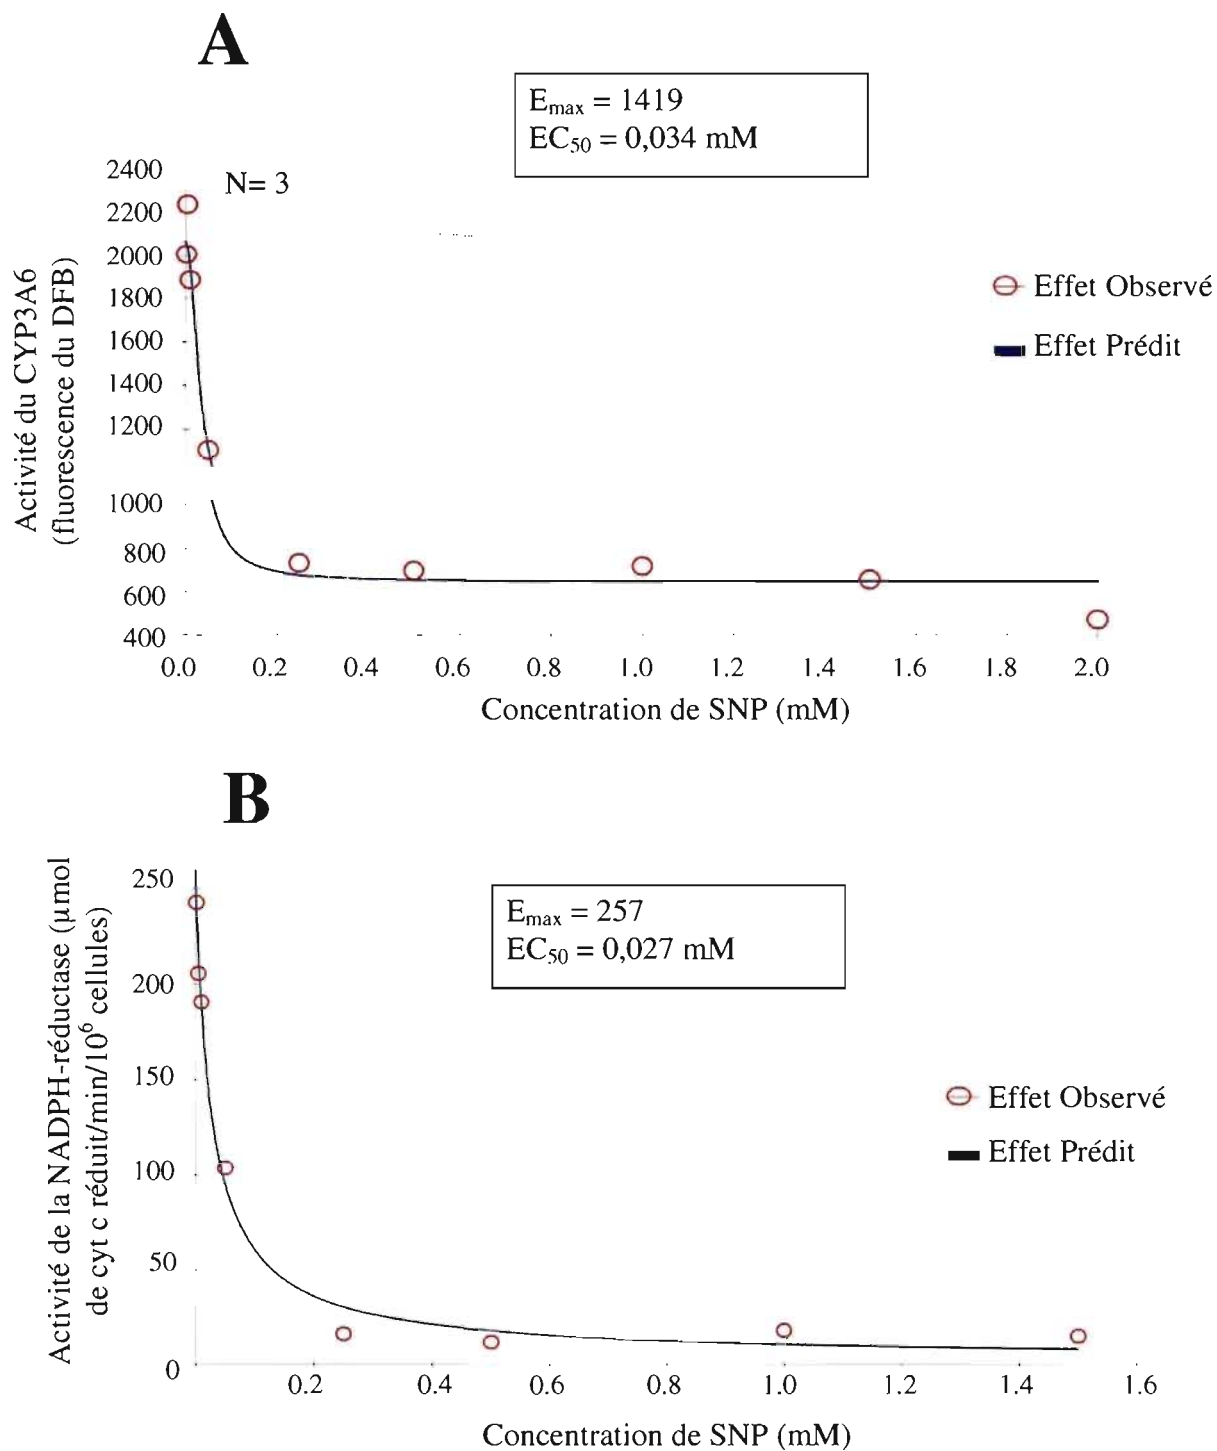 A
E_max = 1419
EC_50 = 0,034 mM
N= 3
2400
2200
2000
1800
1600
1400
1200
1000
800
600
400
Activité du CYP3A6
(fluorescence du DFB)
Effet Observé
Effet Prédit
0.0 0.2 0.4 0.6 0.8 1.0 1.2 1.4 1.6 1.8 2.0
Concentration de SNP (mM)
B
E_max = 257
EC_50 = 0,027 mM
250
200
150
100
50
0
Activité de la NADPH-réductase (µmol
de cyt c réduit/min/10^6 cellules)
Effet Observé
Effet Prédit
0.2 0.4 0.6 0.8 1.0 1.2 1.4 1.6
Concentration de SNP (mM)